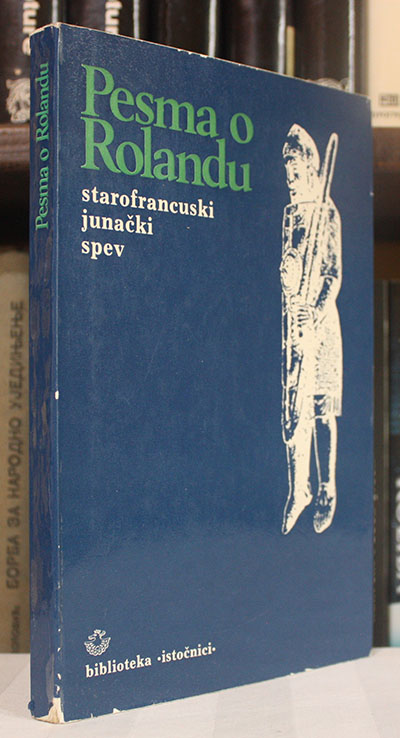 Pesma o
Rolandu
starofrancuski
junački
spev
biblioteka •istočnici•
Pesma o Rolandu
БОРБА ЗА НАРОДНО УЈЕДИЊЕЊЕ